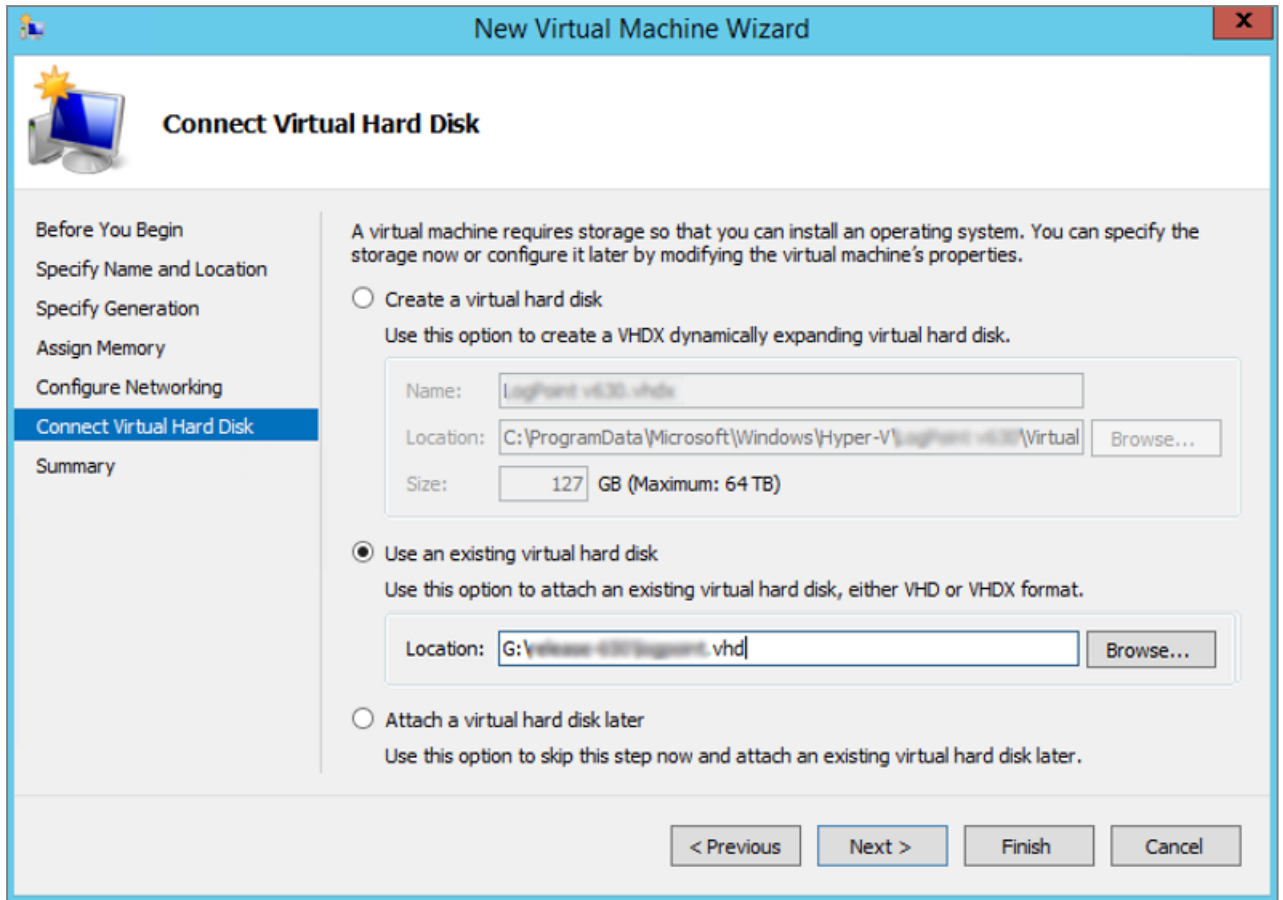 New Virtual Machine Wizard
X
Connect Virtual Hard Disk
Before You Begin
Specify Name and Location
Specify Generation
Assign Memory
Configure Networking
Connect Virtual Hard Disk
Summary
A virtual machine requires storage so that you can install an operating system. You can specify the
storage now or configure it later by modifying the virtual machine's properties.
Create a virtual hard disk
Use this option to create a VHDX dynamically expanding virtual hard disk.
Name:
Location: C:\ProgramData\Microsoft\Windows\Hyper-V\ \Virtual Browse...
Size: 127 GB (Maximum: 64 TB)
Use an existing virtual hard disk
Use this option to attach an existing virtual hard disk, either VHD or VHDX format.
Location: G:\ .vhd Browse...
Attach a virtual hard disk later
Use this option to skip this step now and attach an existing virtual hard disk later.
< Previous Next > Finish Cancel